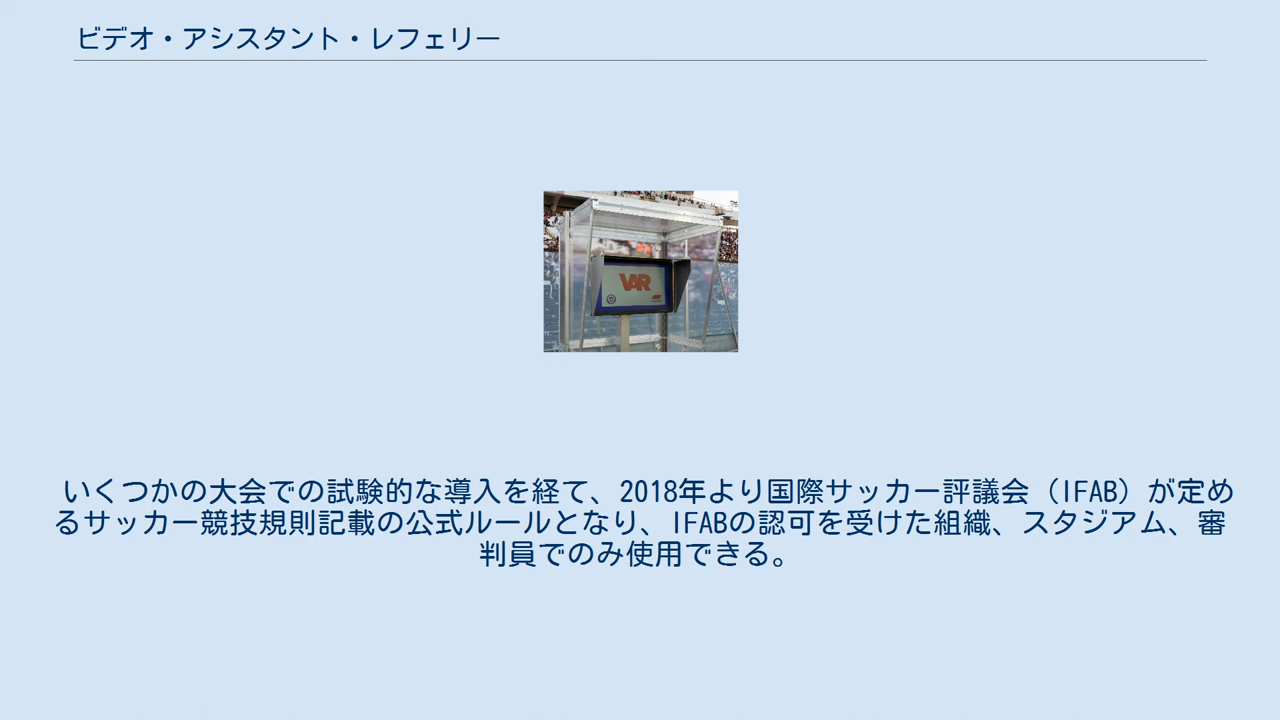 ビデオ・アシスタント・レフェリー
VAR
いくつかの大会での試験的な導入を経て、2018年より国際サッカー評議会（IFAB）が定め
るサッカー競技規則記載の公式ルールとなり、IFABの認可を受けた組織、スタジアム、審
判員でのみ使用できる。